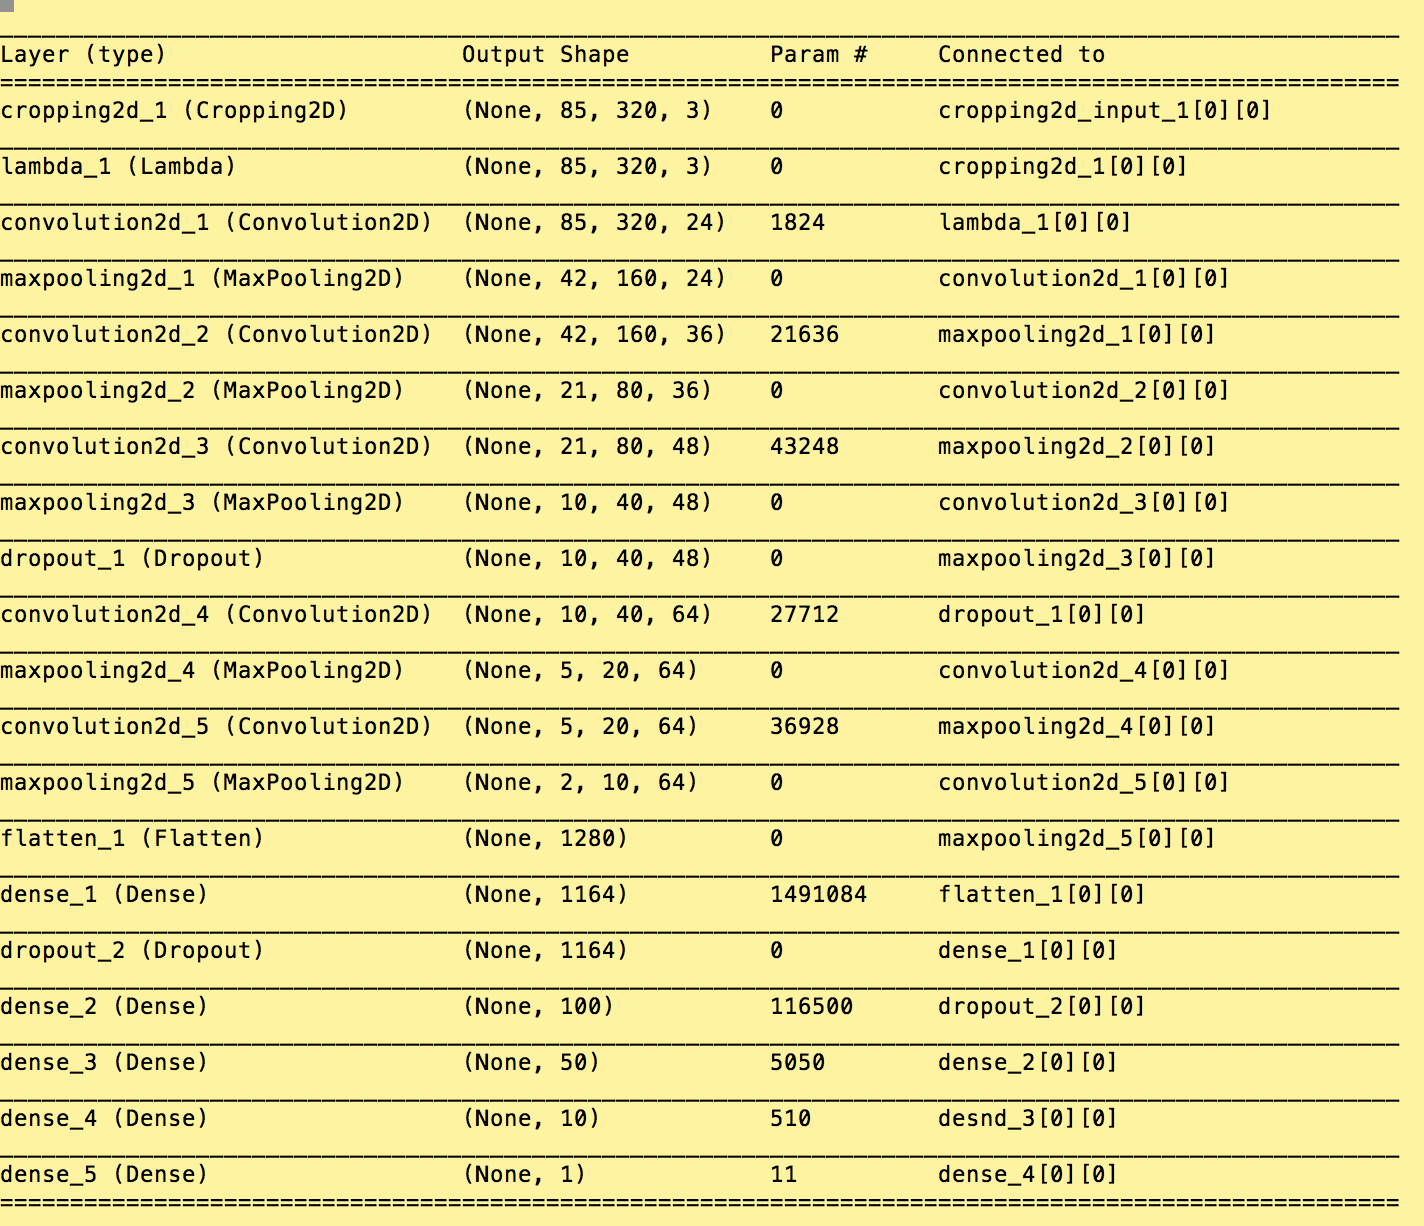 Layer (type) Output Shape Param # Connected to
cropping2d_1 (Cropping2D) (None, 85, 320, 3) 0 cropping2d_input_1[0][0]
lambda_1 (Lambda) (None, 85, 320, 3) 0 cropping2d_1[0][0]
convolution2d_1 (Convolution2D) (None, 85, 320, 24) 1824 lambda_1[0][0]
maxpooling2d_1 (MaxPooling2D) (None, 42, 160, 24) 0 convolution2d_1[0][0]
convolution2d_2 (Convolution2D) (None, 42, 160, 36) 21636 maxpooling2d_1[0][0]
maxpooling2d_2 (MaxPooling2D) (None, 21, 80, 36) 0 convolution2d_2[0][0]
convolution2d_3 (Convolution2D) (None, 21, 80, 48) 43248 maxpooling2d_2[0][0]
maxpooling2d_3 (MaxPooling2D) (None, 10, 40, 48) 0 convolution2d_3[0][0]
dropout_1 (Dropout) (None, 10, 40, 48) 0 maxpooling2d_3[0][0]
convolution2d_4 (Convolution2D) (None, 10, 40, 64) 27712 dropout_1[0][0]
maxpooling2d_4 (MaxPooling2D) (None, 5, 20, 64) 0 convolution2d_4[0][0]
convolution2d_5 (Convolution2D) (None, 5, 20, 64) 36928 maxpooling2d_4[0][0]
maxpooling2d_5 (MaxPooling2D) (None, 2, 10, 64) 0 convolution2d_5[0][0]
flatten_1 (Flatten) (None, 1280) 0 maxpooling2d_5[0][0]
dense_1 (Dense) (None, 1164) 1491084 flatten_1[0][0]
dropout_2 (Dropout) (None, 1164) 0 dense_1[0][0]
dense_2 (Dense) (None, 100) 116500 dropout_2[0][0]
dense_3 (Dense) (None, 50) 5050 dense_2[0][0]
dense_4 (Dense) (None, 10) 510 desnd_3[0][0]
dense_5 (Dense) (None, 1) 11 dense_4[0][0]